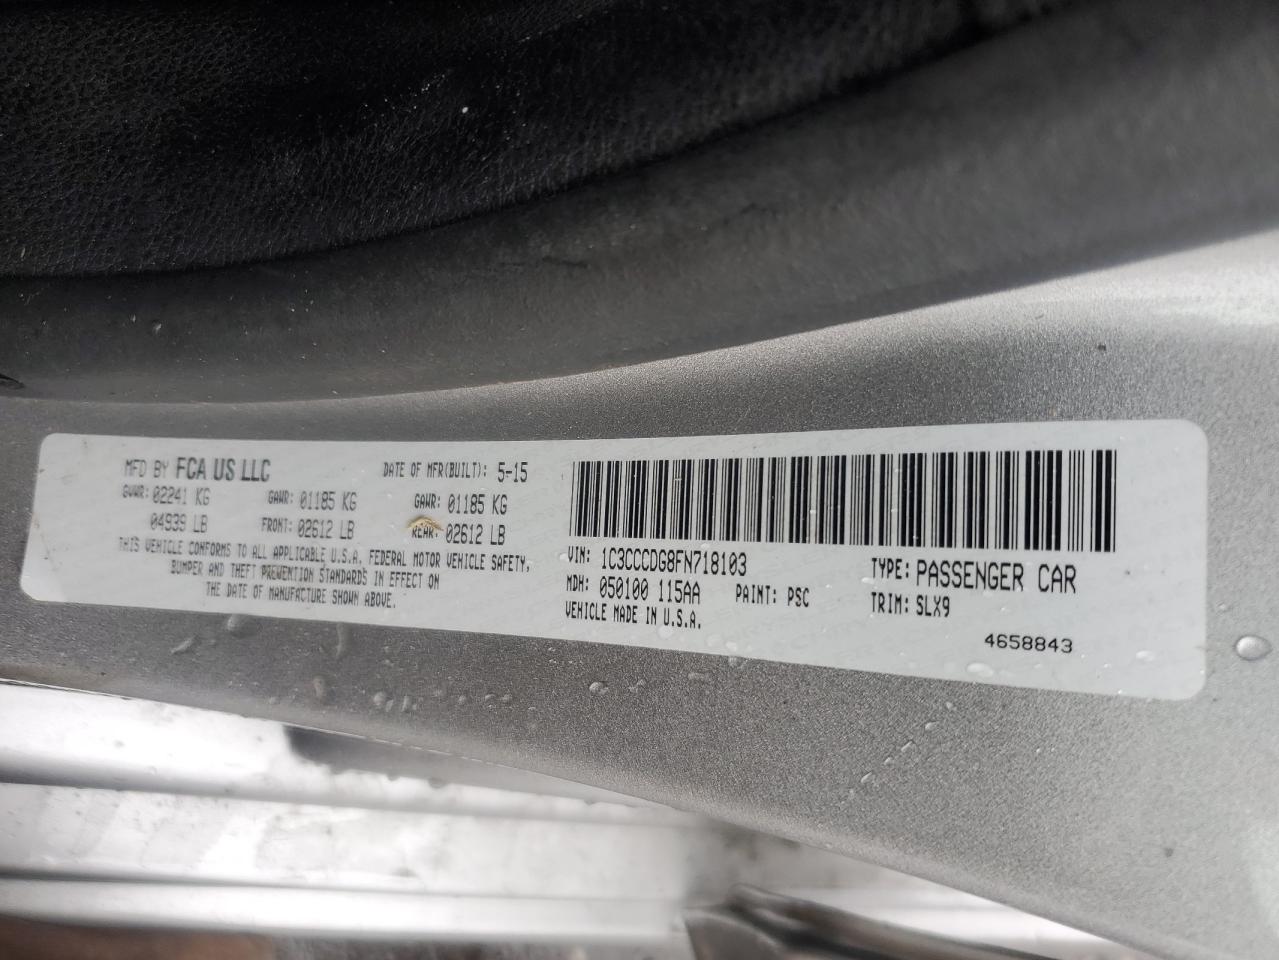 MFD BY FCA US LLC DATE OF MFR(BUILT): 5-15
GVWR: 02241 KG GAWR: 01185 KG GAWR: 01185 KG
04939 LB FRONT: 02612 LB REAR: 02612 LB
THIS VEHICLE CONFORMS TO ALL APPLICABLE U.S.A. FEDERAL MOTOR VEHICLE SAFETY,
BUMPER AND THEFT PREVENTION STANDARDS IN EFFECT ON
THE DATE OF MANUFACTURE SHOWN ABOVE.
VIN: 1C3CCCDG8FN718103 TYPE: PASSENGER CAR
MDH: 050100 115AA PAINT: PSC TRIM: SLX9
VEHICLE MADE IN U.S.A.
4658843